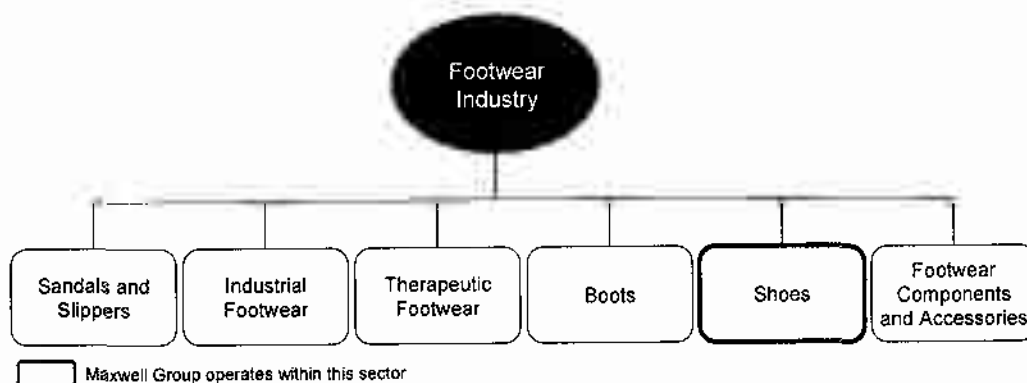 Footwear
Industry
Sandals and
Slippers
Industrial
Footwear
Therapeutic
Footwear
Boots
Shoes
Footwear
Components
and Accessories
Maxwell Group operates within this sector